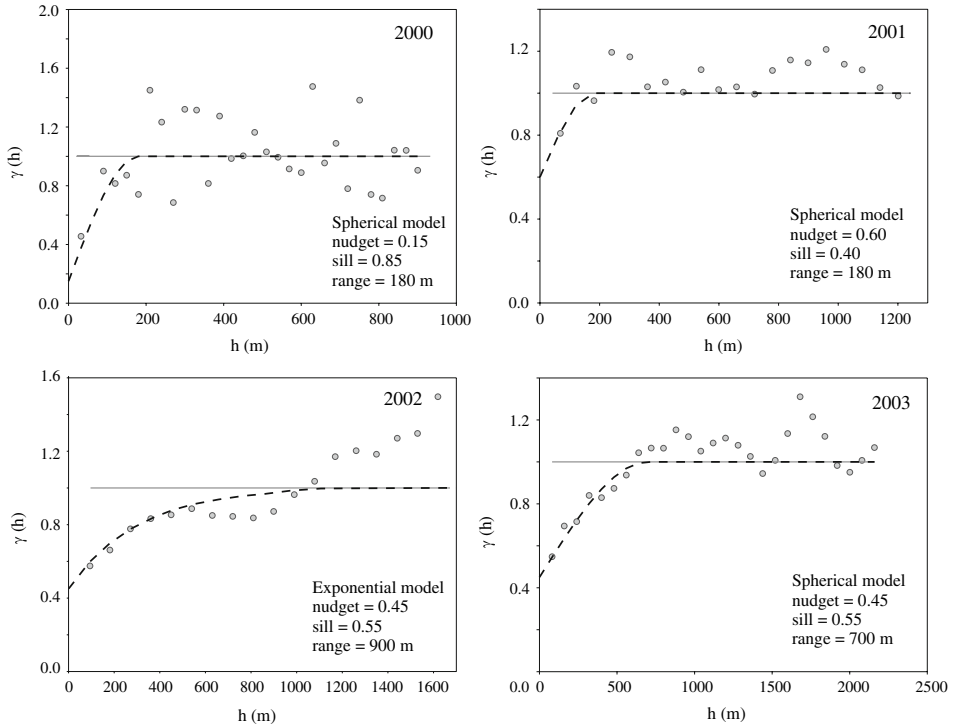 2000
2.0
1.6
1.2
0.8
0.4
0.0
γ (h)
Spherical model
nudget = 0.15
sill = 0.85
range = 180 m
0 200 400 600 800 1000
h (m)
2001
1.2
0.8
0.4
0.0
γ (h)
Spherical model
nudget = 0.60
sill = 0.40
range = 180 m
0 200 400 600 800 1000 1200
h (m)
2002
1.6
1.2
0.8
0.4
0.0
γ (h)
Exponential model
nudget = 0.45
sill = 0.55
range = 900 m
0 200 400 600 800 1000 1200 1400 1600
h (m)
2003
1.2
0.8
0.4
0.0
γ (h)
Spherical model
nudget = 0.45
sill = 0.55
range = 700 m
0 500 1000 1500 2000 2500
h (m)